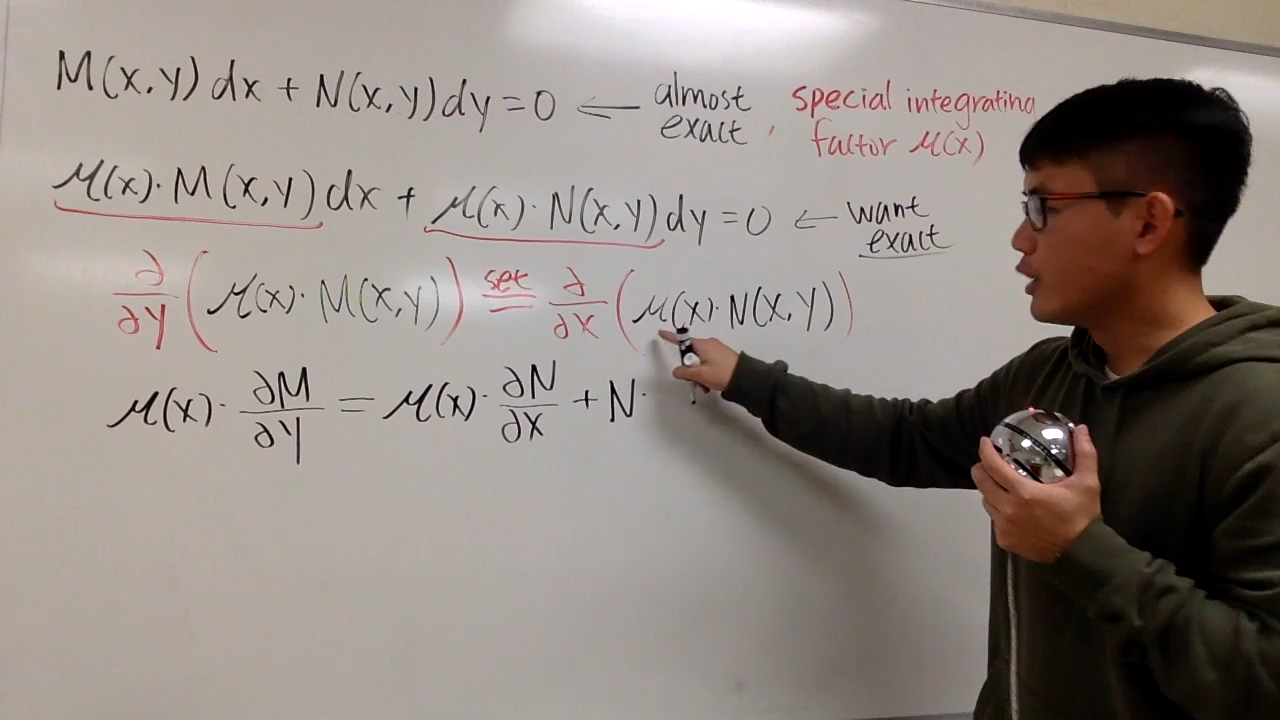 M(x,y) dx + N(x,y) dy = 0 ← almost exact, special integrating factor μ(x)
μ(x)· M(x,y) dx + μ(x)· N(x,y) dy = 0 ← want exact
∂/∂y (μ(x)· M(x,y)) set = ∂/∂x (μ(x)· N(x,y))
μ(x)· ∂M/∂y = μ(x)· ∂N/∂x + N·